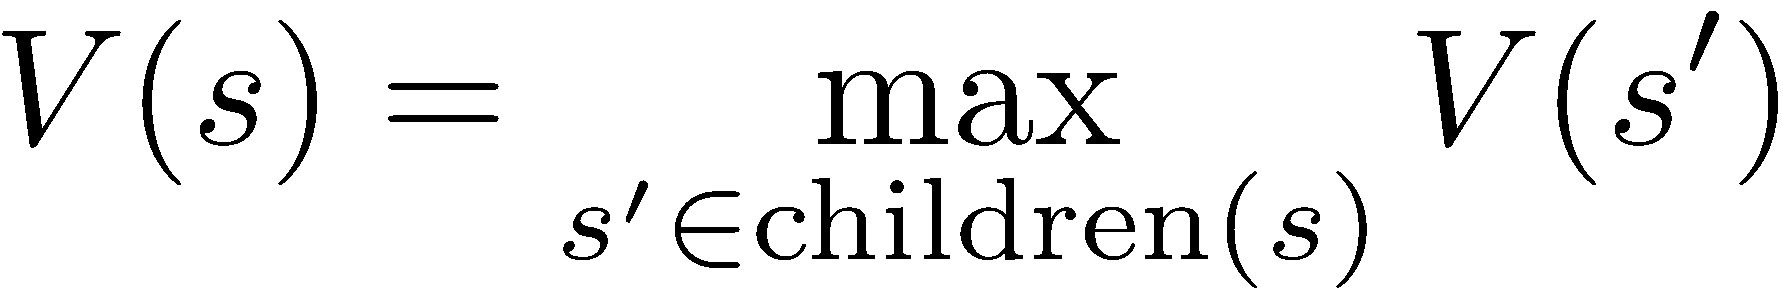 V(s) = max V(s′)
s′∈children(s)